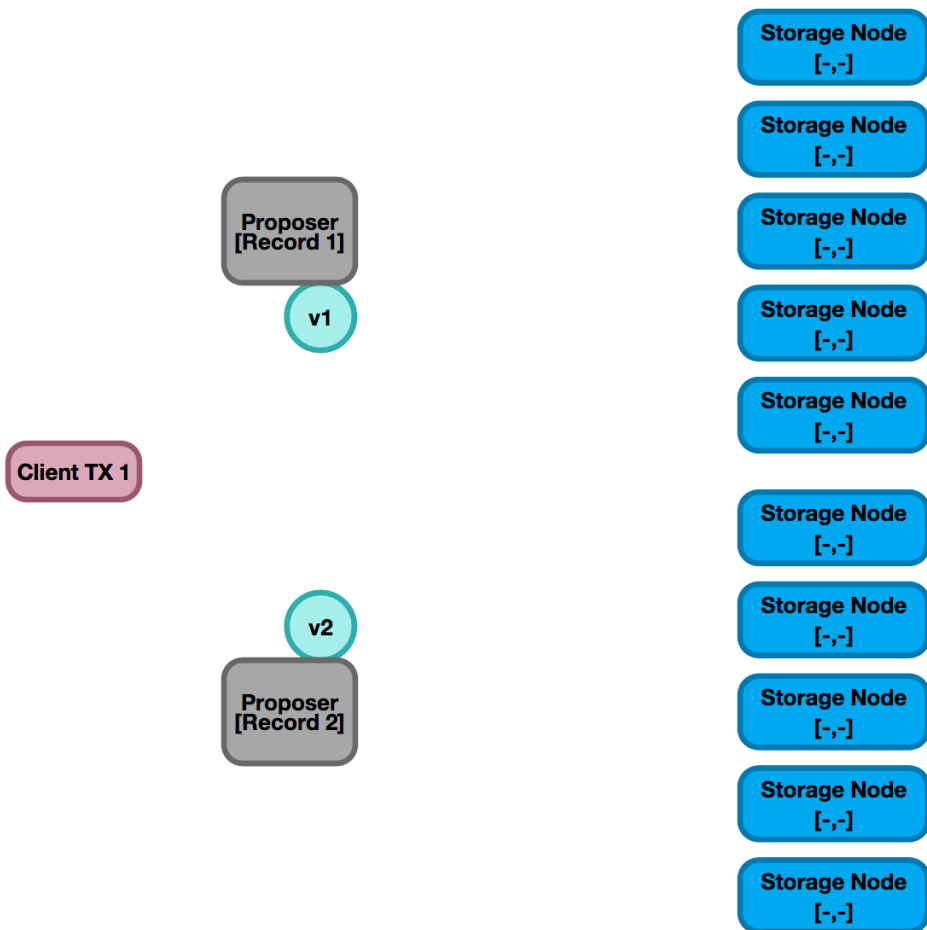 Storage Node
[-,-]
Storage Node
[-,-]
Proposer
[Record 1]
Storage Node
[-,-]
v1
Storage Node
[-,-]
Storage Node
[-,-]
Client TX 1
Storage Node
[-,-]
v2
Storage Node
[-,-]
Proposer
[Record 2]
Storage Node
[-,-]
Storage Node
[-,-]
Storage Node
[-,-]